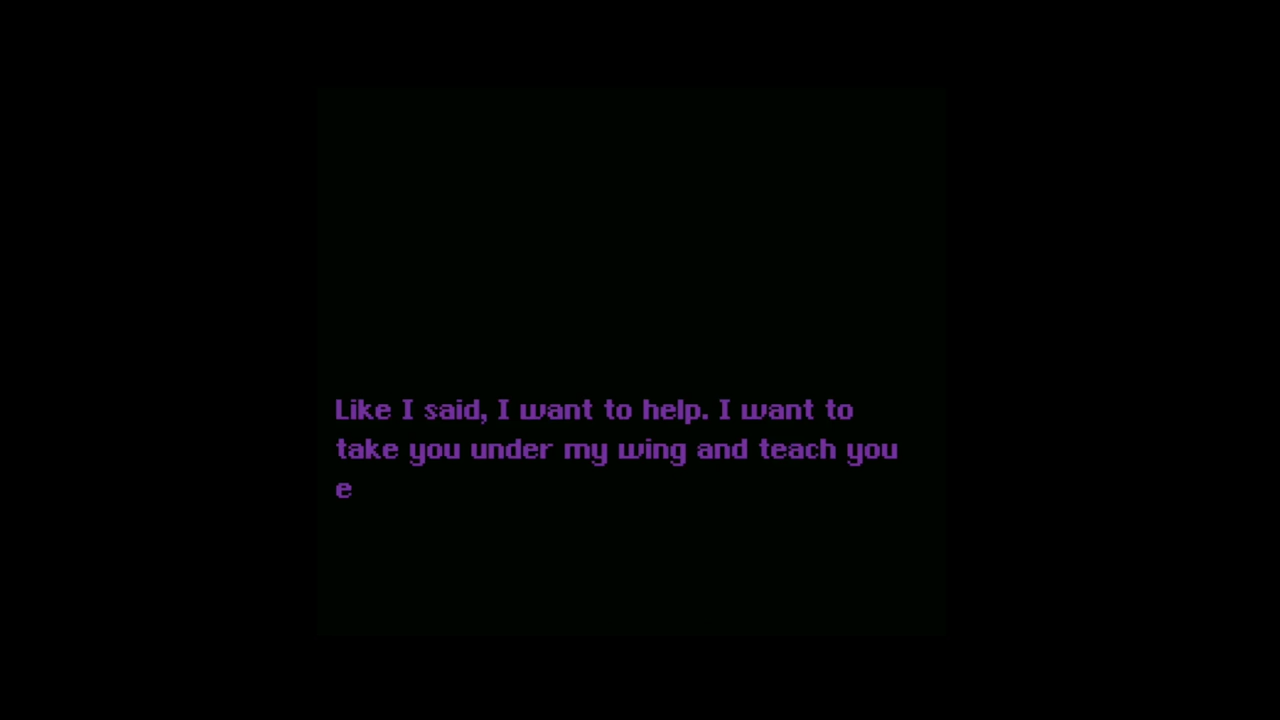 Like I said, I want to help. I want to
take you under my wing and teach you
e